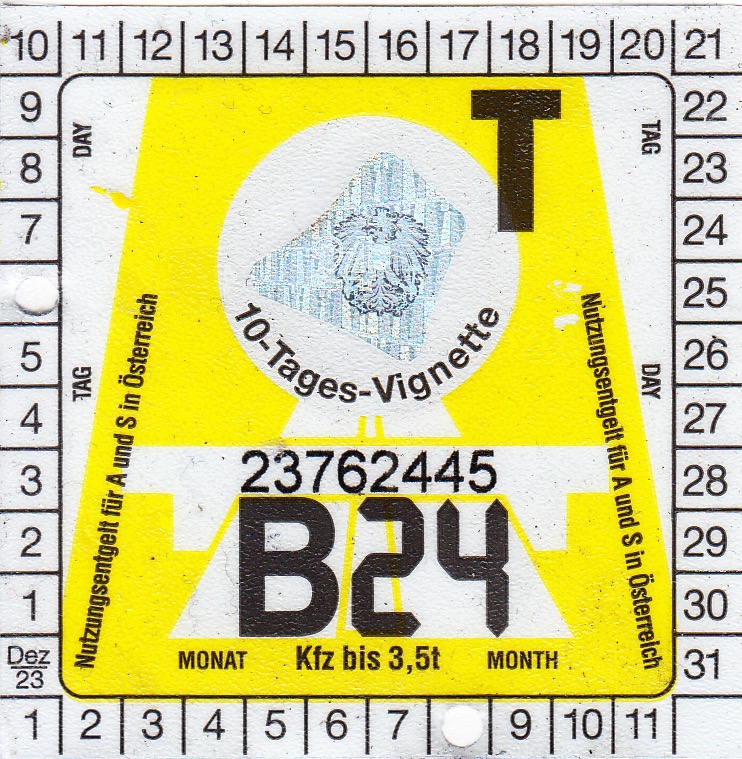 10 11 12 13 14 15 16 17 18 19 20 21
9
8
7
5
4
3
2
1
Dez
23
DAY
TAG
T
TAG
DAY
10-Tages-Vignette
Nutzungsentgelt für A und S in Österreich
Nutzungsentgelt für A und S in Österreich
23762445
B24
MONAT Kfz bis 3,5t MONTH
22
23
24
25
26
27
28
29
30
31
1 2 3 4 5 6 7 9 10 11